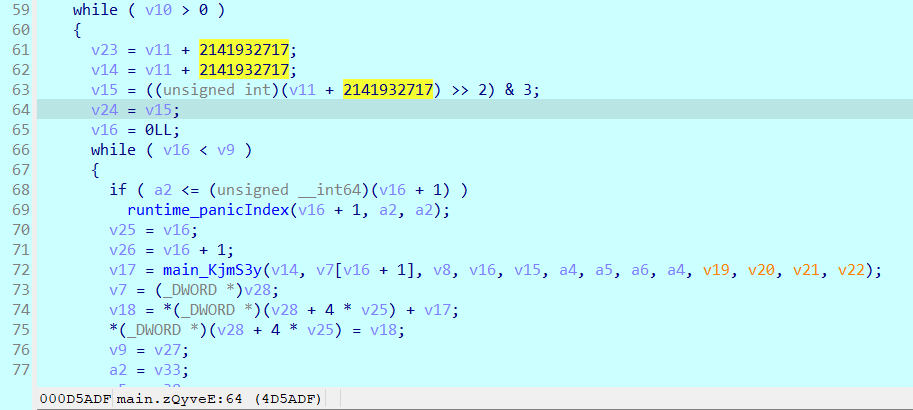 59 while ( v10 > 0 )
60 {
61 v23 = v11 + 2141932717;
62 v14 = v11 + 2141932717;
63 v15 = ((unsigned int)(v11 + 2141932717) >> 2) & 3;
64 v24 = v15;
65 v16 = 0LL;
66 while ( v16 < v9 )
67 {
68 if ( a2 <= (unsigned __int64)(v16 + 1) )
69 runtime_panicIndex(v16 + 1, a2, a2);
70 v25 = v16;
71 v26 = v16 + 1;
72 v17 = main_KjmS3y(v14, v7[v16 + 1], v8, v16, v15, a4, a5, a6, a4, v19, v20, v21, v22);
73 v7 = (_DWORD *)v28;
74 v18 = *(_DWORD *)(v28 + 4 * v25) + v17;
75 *(_DWORD *)(v28 + 4 * v25) = v18;
76 v9 = v27;
77 a2 = v33;
000D5ADF main.zQyveE:64 (4D5ADF)